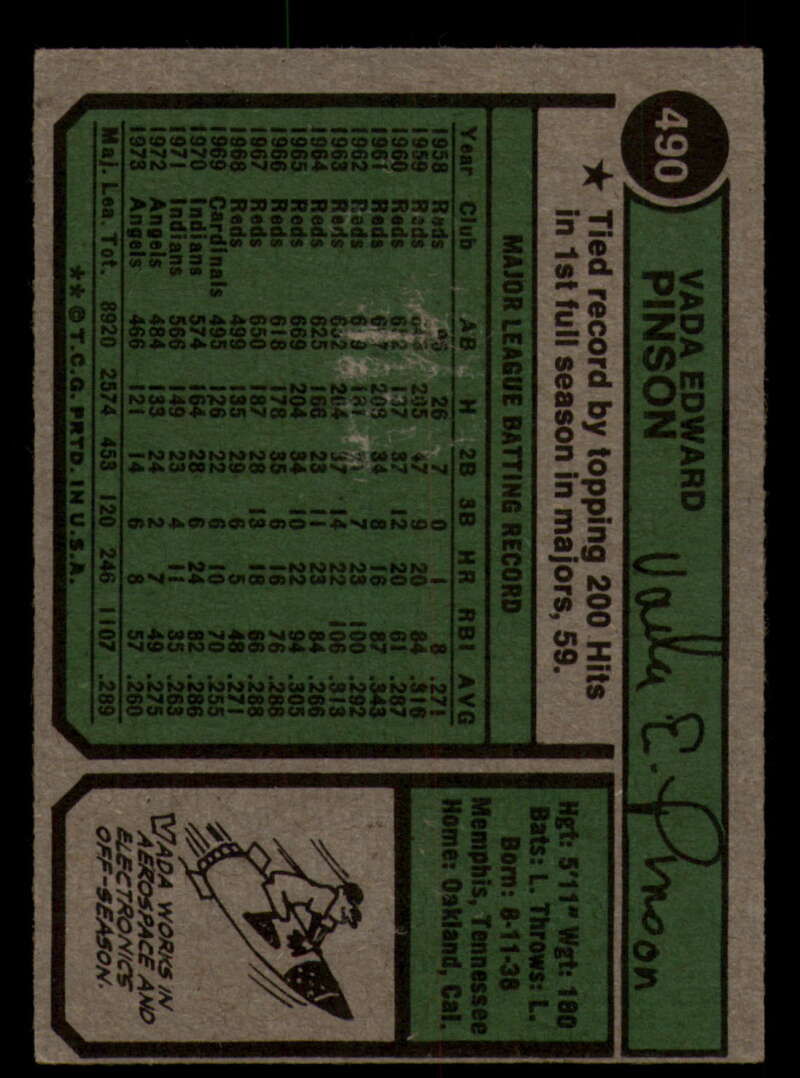 490
VADA EDWARD
PINSON
Vada E. Pinson
★ Tied record by topping 200 Hits
in 1st full season in majors, 59.
MAJOR LEAGUE BATTING RECORD
Year Club AB H 2B 3B HR RBI AVG
1958 Reds 26 7 0 1 8 .271
1959 Reds 205 47 9 20 84 .316
1960 Reds 187 37 12 20 61 .287
1961 Reds 208 34 8 16 87 .343
1962 Reds 181 7 23 100 .292
1963 Reds 652 204 37 14 22 106 .313
1964 Reds 625 166 23 11 23 84 .266
1965 Reds 669 204 34 10 22 94 .305
1966 Reds 618 178 35 6 16 76 .288
1967 Reds 650 187 28 13 18 66 .288
1968 Reds 499 135 29 6 5 48 .271
1969 Cardinals 495 126 22 6 10 70 .255
1970 Indians 574 164 28 6 24 82 .286
1971 Indians 566 149 23 4 11 35 .263
1972 Angels 484 133 24 2 7 49 .275
1973 Angels 466 121 14 6 8 57 .260
Maj. Lea. Tot. 8920 2574 453 120 246 1107 .289
**©T.C.G. PRTD. IN U.S.A.
Hgt: 5'11" Wgt: 180
Bats: L. Throws: L.
Born: 8-11-38
Memphis, Tennessee
Home: Oakland, Cal.
VADA WORKS IN
AEROSPACE AND
ELECTRONICS
OFF-SEASON.